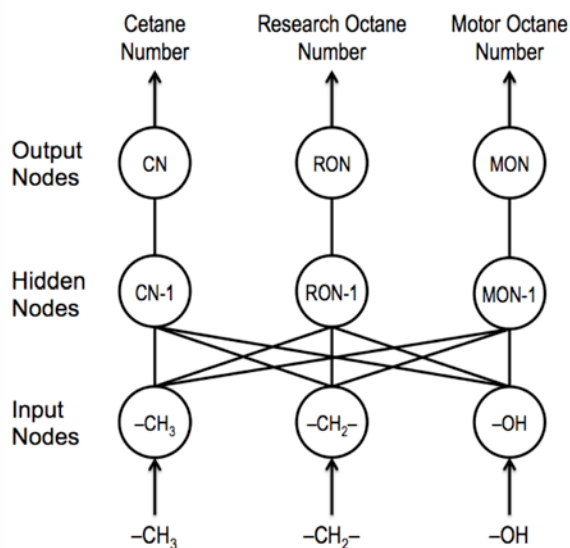 Cetane Number
Research Octane Number
Motor Octane Number
Output Nodes
CN
RON
MON
Hidden Nodes
CN-1
RON-1
MON-1
Input Nodes
–CH₃
–CH₂–
–OH
–CH₃
–CH₂–
–OH